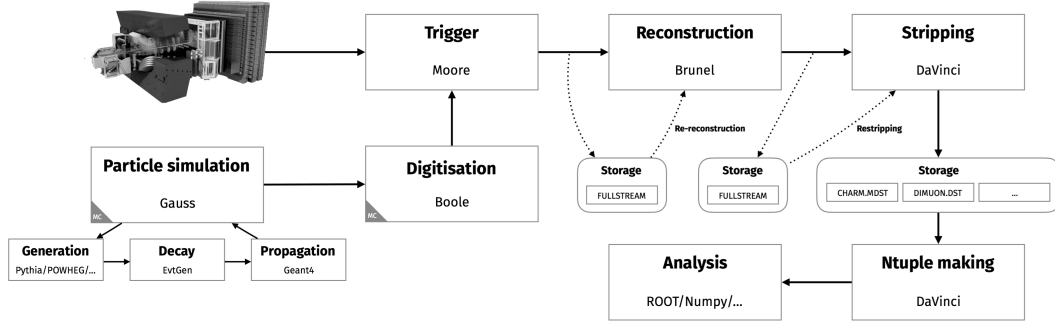 Trigger
Moore
Reconstruction
Brunel
Stripping
DaVinci
Re-reconstruction
Restripping
Particle simulation
Gauss
MC
Digitisation
Boole
MC
Storage
FULLSTREAM
Storage
FULLSTREAM
Storage
CHARM.MDST
DIMUON.DST
...
Generation
Pythia/POWHEG/...
Decay
EvtGen
Propagation
Geant4
Analysis
ROOT/Numpy/...
Ntuple making
DaVinci